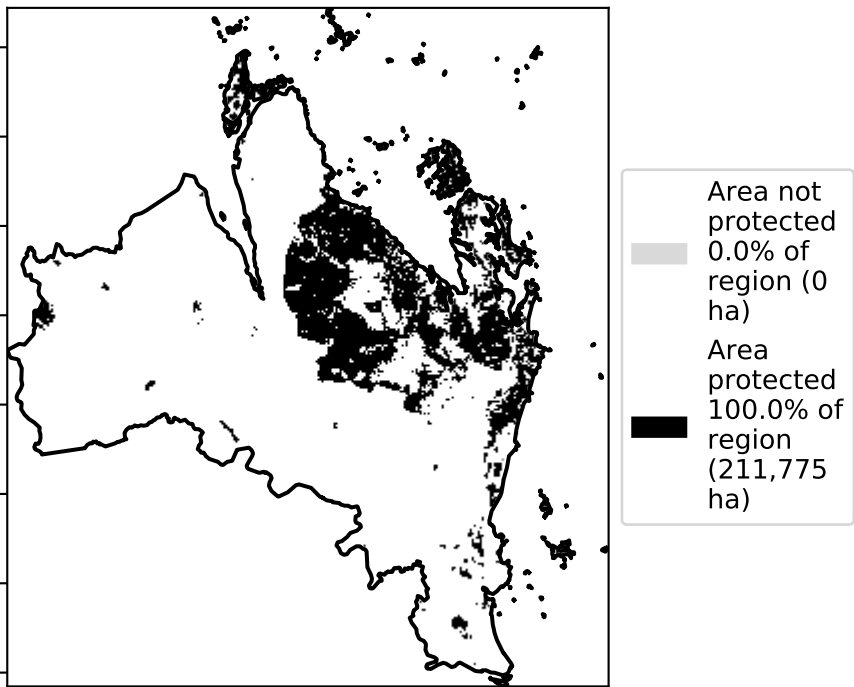 Area not
protected
0.0% of
region (0
ha)
Area
protected
100.0% of
region
(211,775
ha)